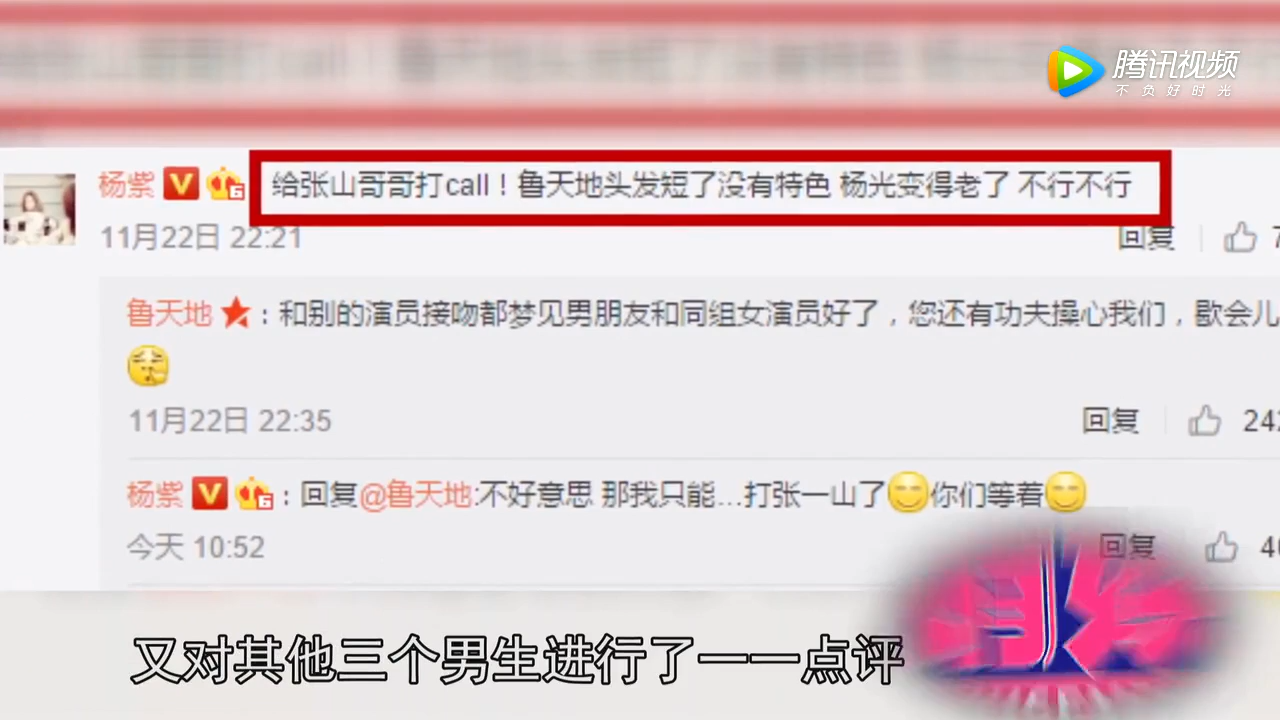 腾讯视频
不负好时光
杨紫 给张山哥哥打call！鲁天地头发短了没有特色 杨光变得老了 不行不行
11月22日 22:21 回复 7
鲁天地：和别的演员接吻都梦见男朋友和同组女演员好了，您还有功夫操心我们，歇会儿
11月22日 22:35 回复 242
杨紫：回复@鲁天地:不好意思 那我只能...打张一山了 你们等着
今天 10:52 回复 40
又对其他三个男生进行了一一点评